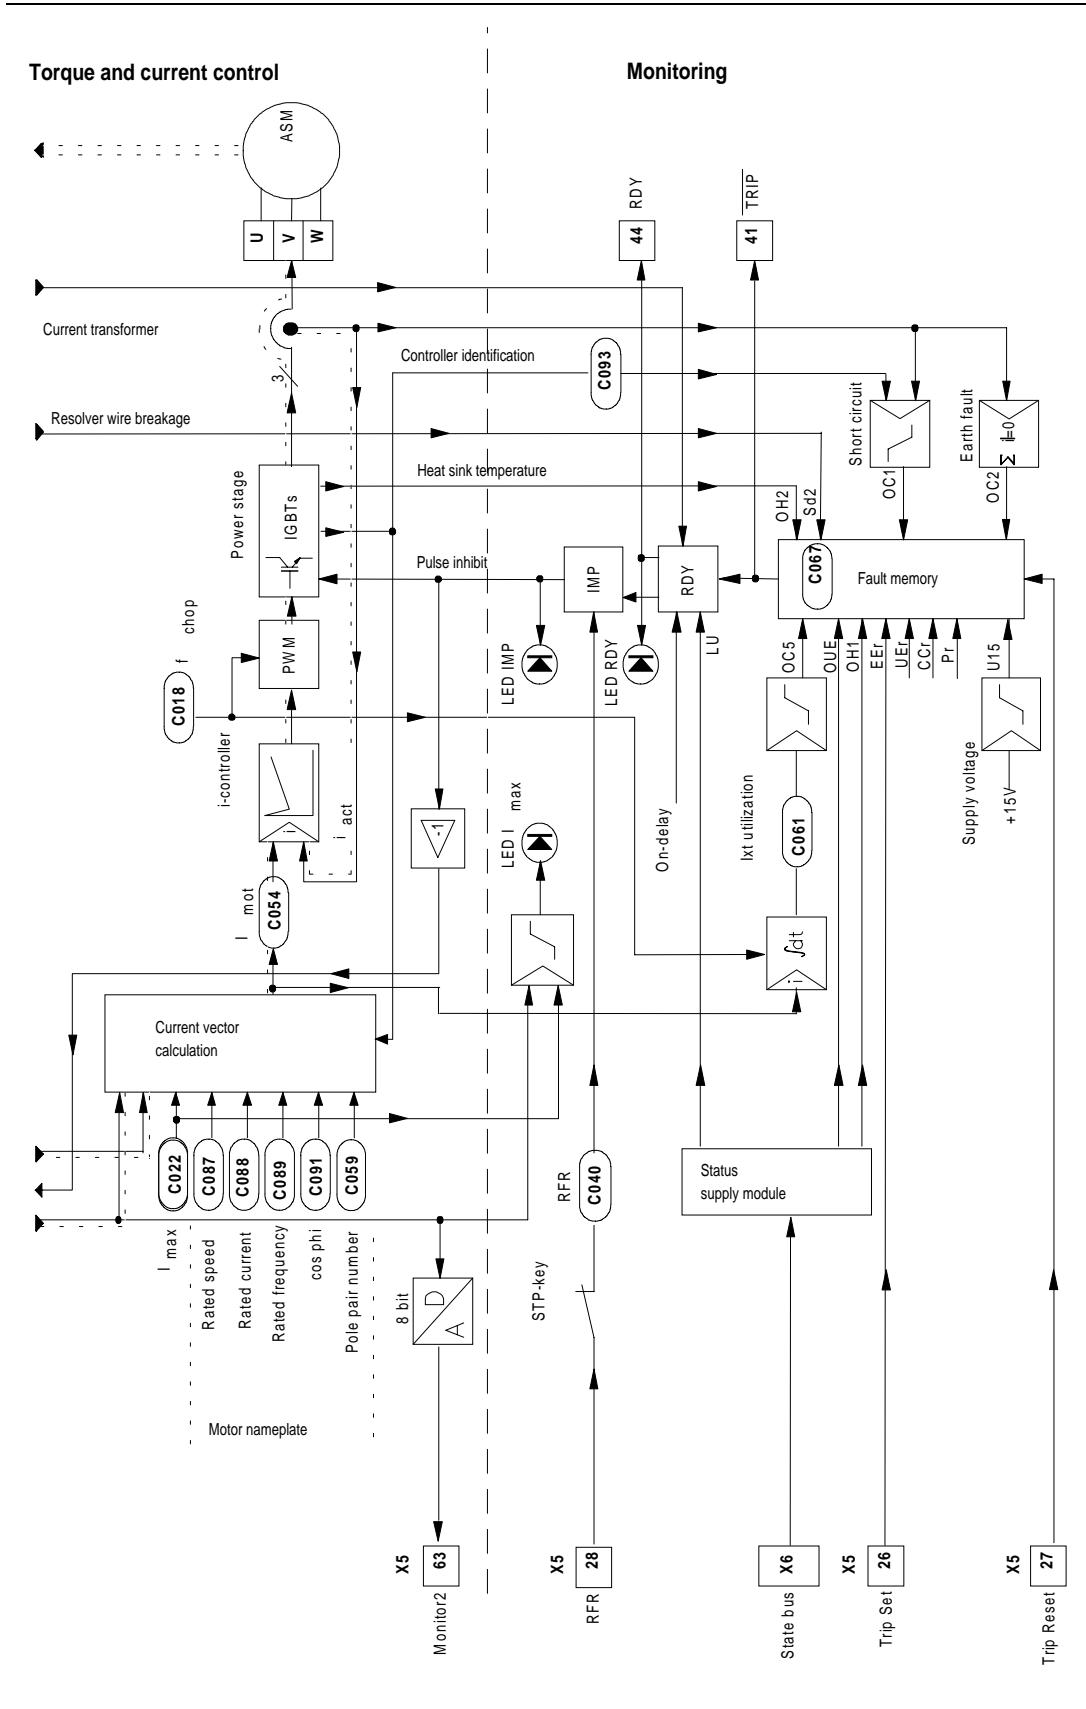 Torque and current control
Monitoring
ASM
U
V
W
44
RDY
41
TRIP
Current transformer
3
Controller identification
C093
Resolver wire breakage
Short circuit
Earth fault
Σ i|=0
Heat sink temperature
OC1
OC2
OH2
Sd2
Power stage
IGBTs
Pulse inhibit
IMP
RDY
C067
Fault memory
f chop
C018
PWM
LED IMP
LED RDY
LU
OC5
OUE
OH1
EEr
UEr
CCr
Pr
U15
i-controller
i
i act
-1
LED I max
On-delay
Ixt utilization
C061
Supply voltage
+15V
I mot
C054
i
∫dt
Current vector
calculation
C022
C087
C088
C089
C091
C059
I max
Rated speed
Rated current
Rated frequency
cos phi
Pole pair number
Motor nameplate
RFR
C040
STP-key
Status
supply module
8 bit
D
A
X5
63
Monitor2
X5
28
RFR
X6
State bus
X5
26
Trip Set
X5
27
Trip Reset